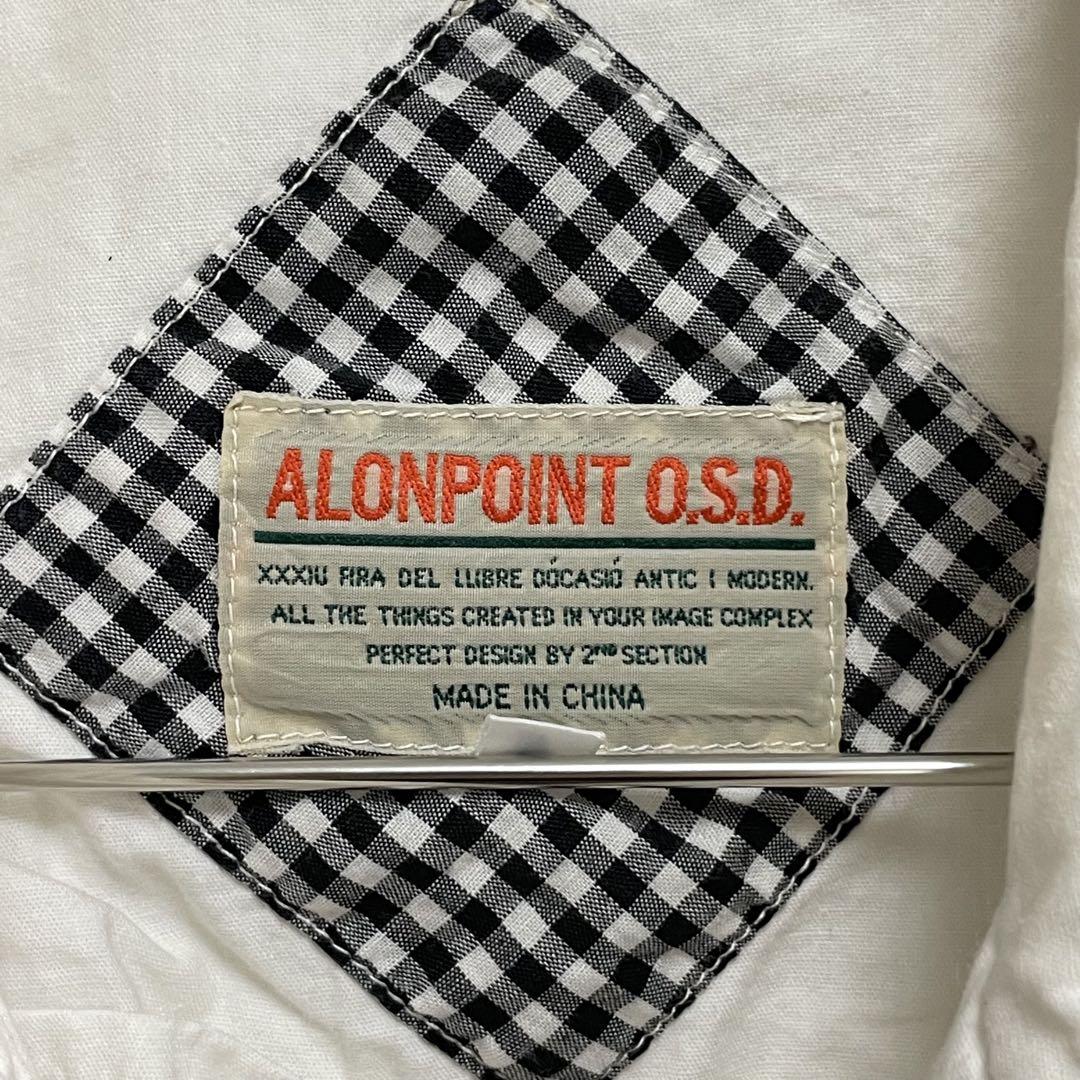 ALONPOINT O.S.D.
XXXIU FIRA DEL LLIBRE DÓCASIÓ ANTIC I MODERN.
ALL THE THINGS CREATED IN YOUR IMAGE COMPLEX
PERFECT DESIGN BY 2ND SECTION
MADE IN CHINA